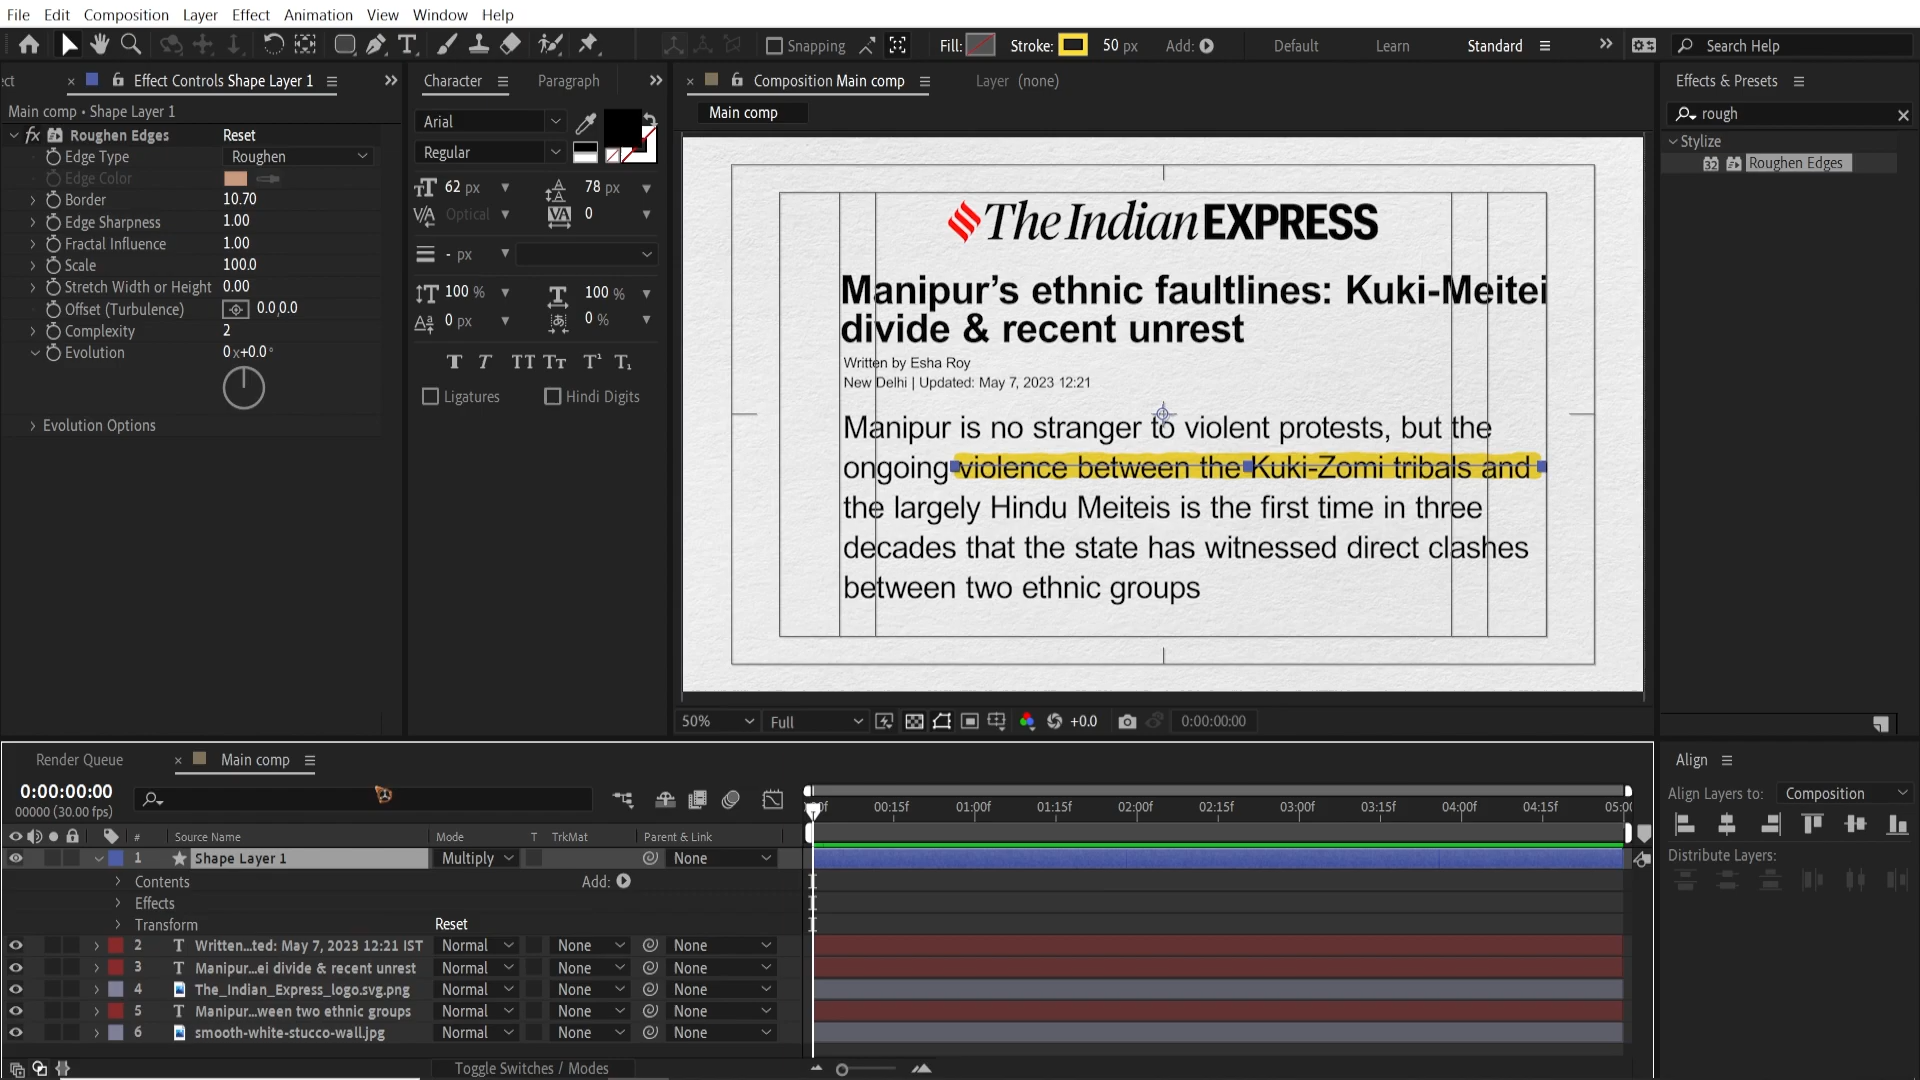 File Edit Composition Layer Effect Animation View Window Help
Snapping Fill: Stroke: 50 px Add: Default Learn Standard Search Help
ect Effect Controls Shape Layer 1
Main comp • Shape Layer 1
fx Roughen Edges Reset
Edge Type Roughen
Edge Color
Border 10.70
Edge Sharpness 1.00
Fractal Influence 1.00
Scale 100.0
Stretch Width or Height 0.00
Offset (Turbulence) 0.0,0.0
Complexity 2
Evolution 0x+0.0°
Evolution Options
Character Paragraph
Arial
Regular
62 px 78 px
Optical 0
- px
100 % 100 %
0 px 0 %
Ligatures Hindi Digits
Composition Main comp Layer (none)
Main comp
The Indian EXPRESS
Manipur’s ethnic faultlines: Kuki-Meitei
divide & recent unrest
Written by Esha Roy
New Delhi | Updated: May 7, 2023 12:21
Manipur is no stranger to violent protests, but the
ongoing violence between the Kuki-Zomi tribals and
the largely Hindu Meiteis is the first time in three
decades that the state has witnessed direct clashes
between two ethnic groups
50% Full +0.0 0:00:00:00
Effects & Presets
rough
Stylize
32 Roughen Edges
Render Queue Main comp
0:00:00:00
00000 (30.00 fps)
00f 00:15f 01:00f 01:15f 02:00f 02:15f 03:00f 03:15f 04:00f 04:15f 05:0
# Source Name Mode T TrkMat Parent & Link
1 Shape Layer 1 Multiply None
Contents Add:
Effects
Transform Reset
2 T Written...ted: May 7, 2023 12:21 IST Normal None None
3 T Manipur...ei divide & recent unrest Normal None None
4 The_Indian_Express_logo.svg.png Normal None None
5 T Manipur...ween two ethnic groups Normal None None
6 smooth-white-stucco-wall.jpg Normal None None
Toggle Switches / Modes
Align
Align Layers to: Composition
Distribute Layers: